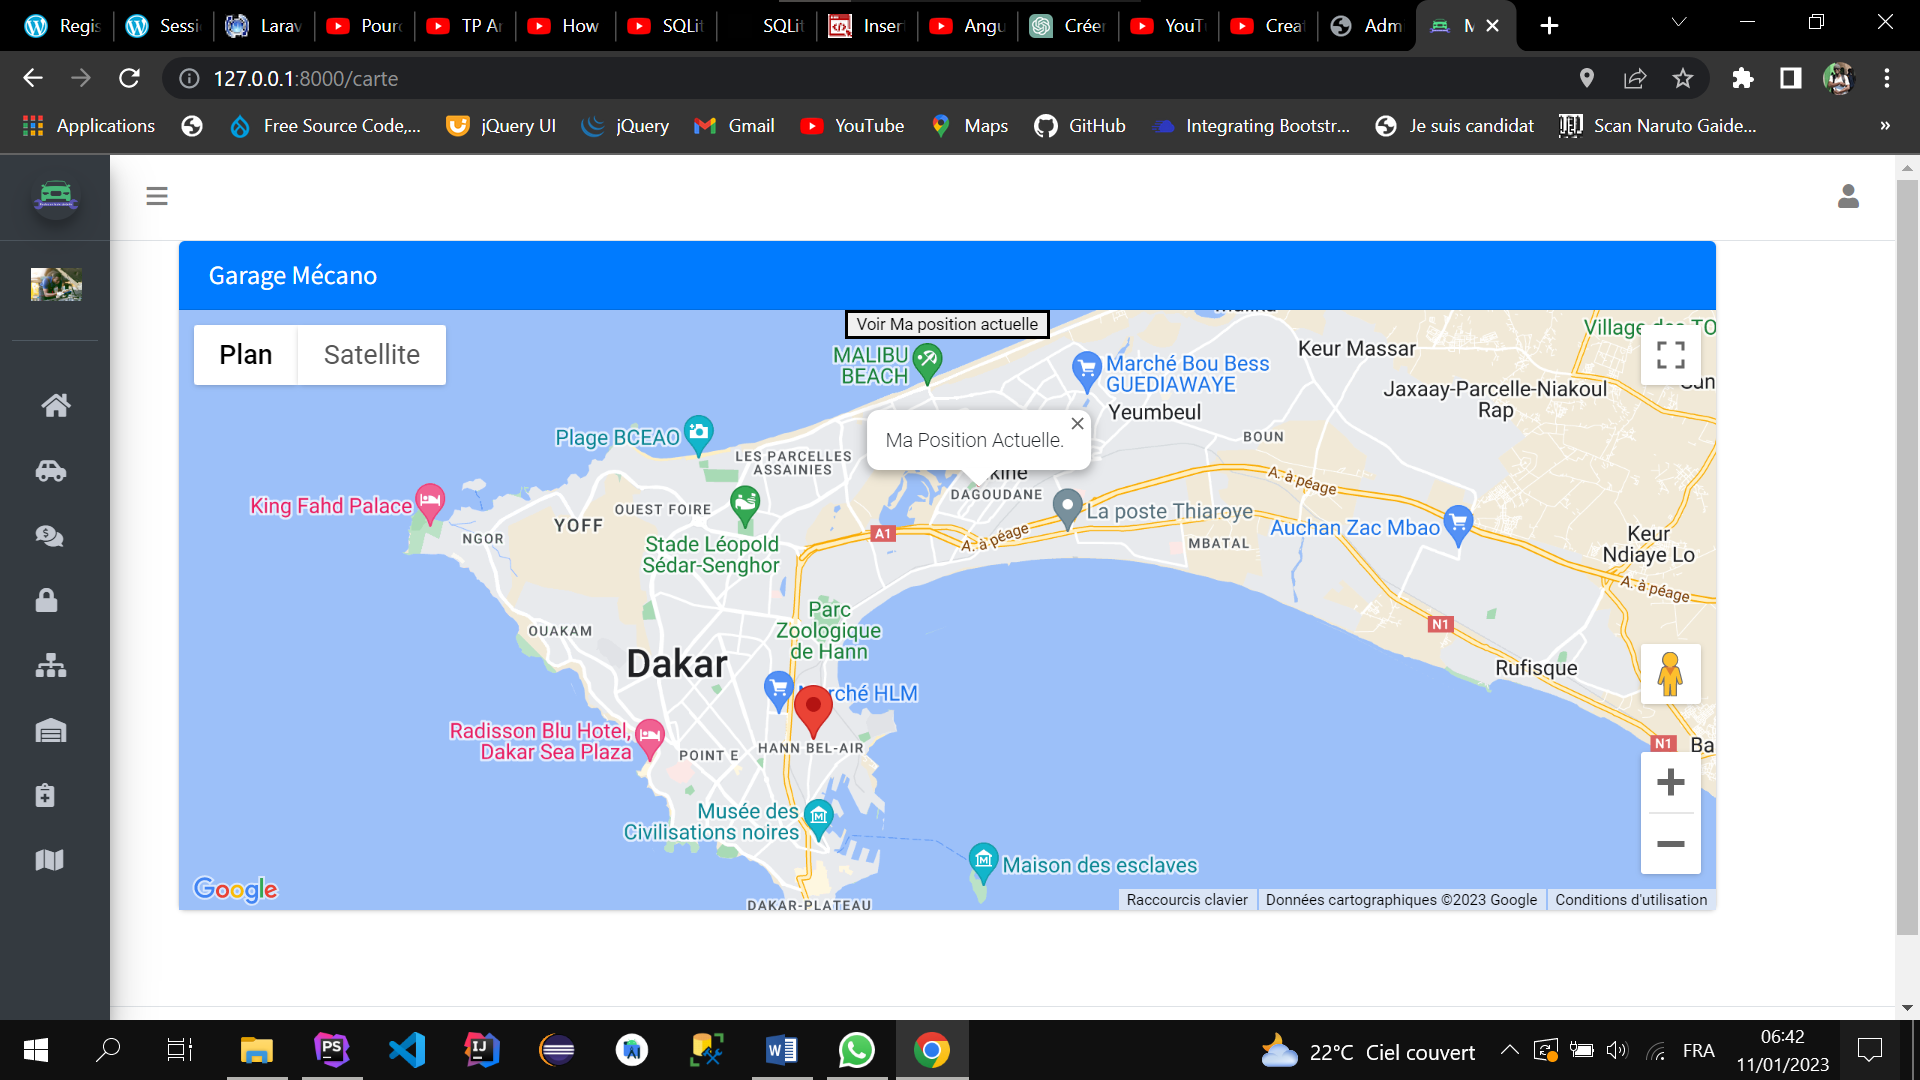 Regis
Sessi
Larav
Pour
TP A
How
SQLi
SQLit
Inser
Angu
Créer
YouT
Creat
Adm
M
127.0.0.1:8000/carte
Applications
Free Source Code,...
jQuery UI
jQuery
Gmail
YouTube
Maps
GitHub
Integrating Bootstr...
Je suis candidat
Scan Naruto Gaide...
»
Garage Mécano
Voir Ma position actuelle
Plan
Satellite
MALIBU
BEACH
Marché Bou Bess
GUEDIAWAYE
Keur Massar
Jaxaay-Parcelle-Niakoul
Rap
Yeumbeul
Plage BCEAO
Ma Position Actuelle.
BOUN
LES PARCELLES
ASSAINIES
kine
DAGOUDANE
A. à péage
King Fahd Palace
YOFF
OUEST FOIRE
La poste Thiaroye
Auchan Zac Mbao
NGOR
A1
A. à péage
MBATAL
Keur
Ndiaye Lo
Stade Léopold
Sédar-Senghor
A. à péage
Parc
Zoologique
de Hann
OUAKAM
N1
Dakar
Rufisque
Marché HLM
Radisson Blu Hotel,
Dakar Sea Plaza
POINT E
HANN BEL-AIR
N1
Ba
Musée des
Civilisations noires
Maison des esclaves
DAKAR-PLATEAU
Google
Raccourcis clavier
Données cartographiques ©2023 Google
Conditions d'utilisation
22°C Ciel couvert
FRA
06:42
11/01/2023